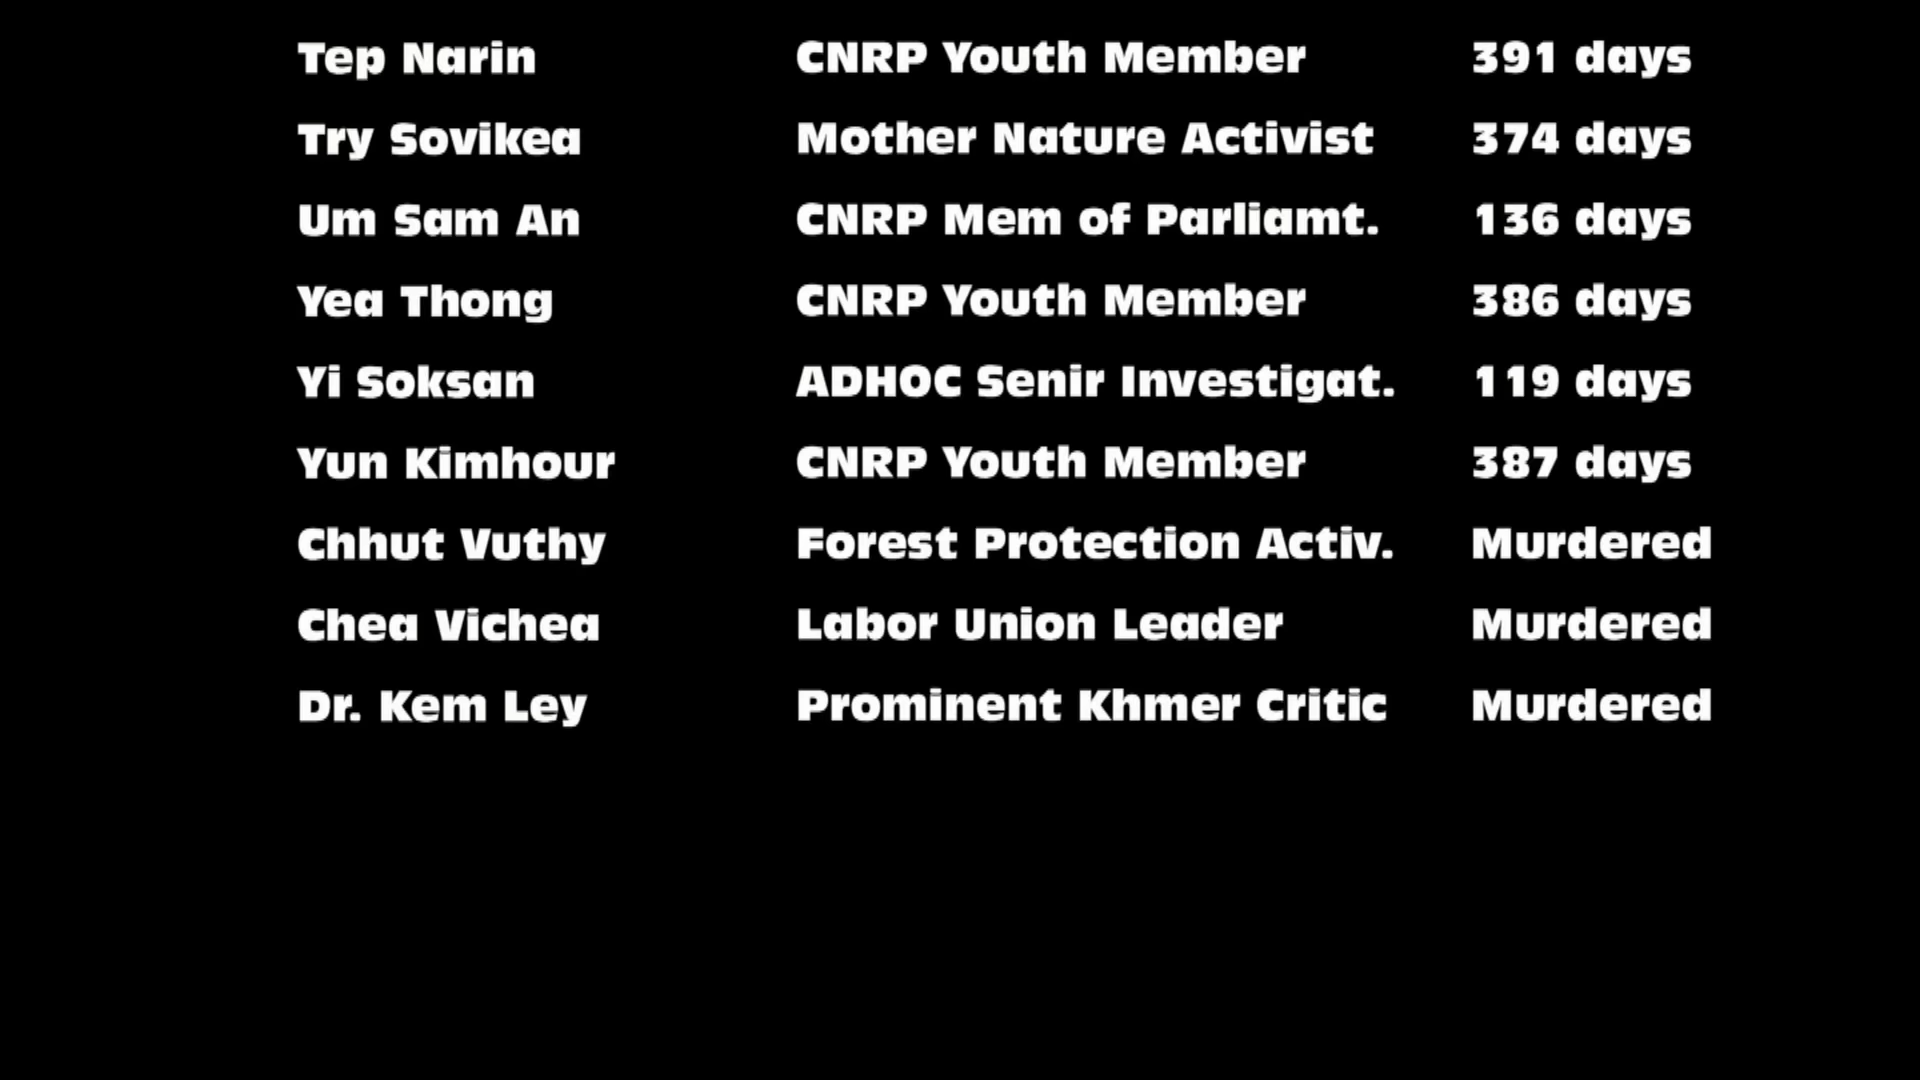 Tep Narin CNRP Youth Member 391 days
Try Sovikea Mother Nature Activist 374 days
Um Sam An CNRP Mem of Parliamt. 136 days
Yea Thong CNRP Youth Member 386 days
Yi Soksan ADHOC Senir Investigat. 119 days
Yun Kimhour CNRP Youth Member 387 days
Chhut Vuthy Forest Protection Activ. Murdered
Chea Vichea Labor Union Leader Murdered
Dr. Kem Ley Prominent Khmer Critic Murdered